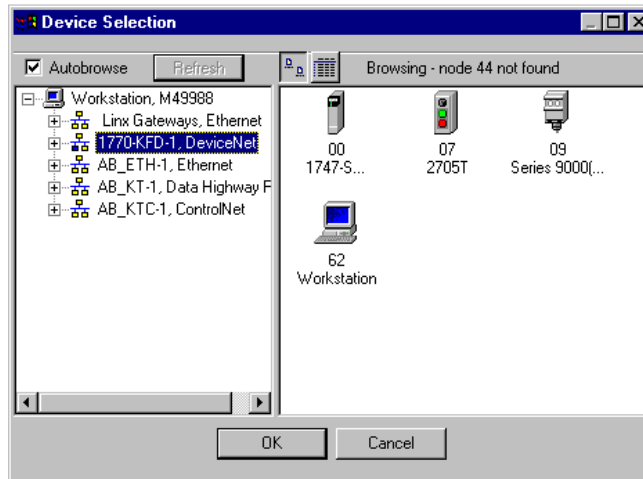 Device Selection
Autobrowse
Refresh
Browsing - node 44 not found
Workstation, M49988
Linx Gateways, Ethernet
1770-KFD-1, DeviceNet
AB_ETH-1, Ethernet
AB_KT-1, Data Highway P
AB_KTC-1, ControlNet
00
1747-S...
07
2705T
09
Series 9000(...
62
Workstation
OK
Cancel